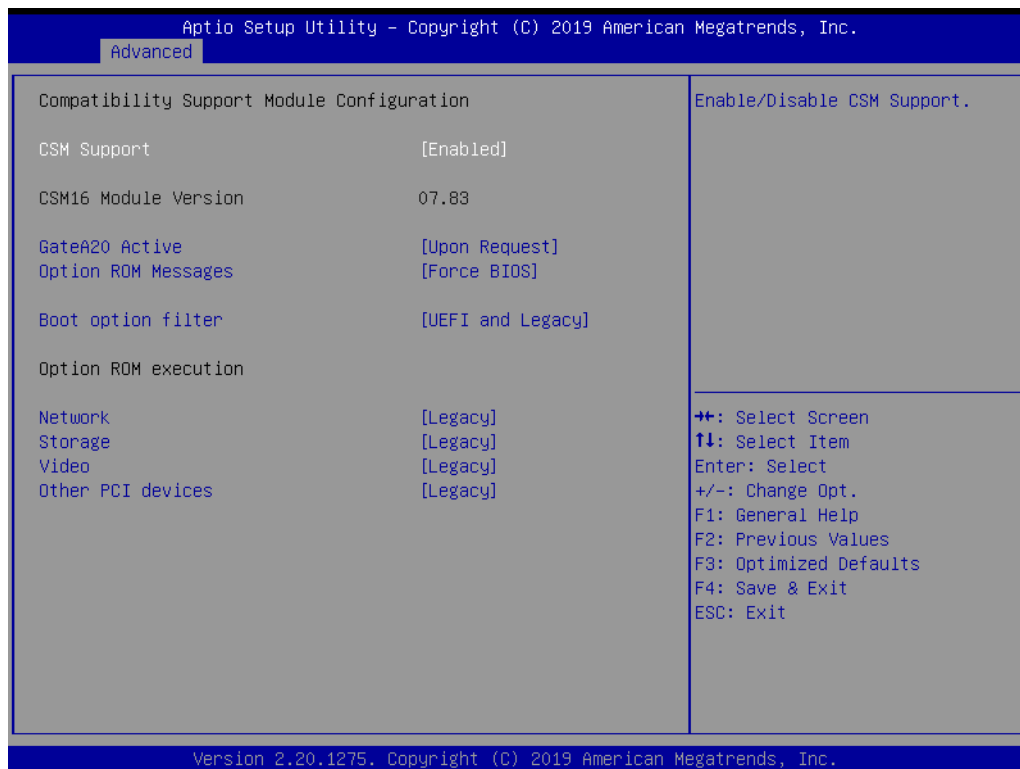 Aptio Setup Utility – Copyright (C) 2019 American Megatrends, Inc.
Advanced
Compatibility Support Module Configuration
CSM Support [Enabled]
CSM16 Module Version 07.83
GateA20 Active [Upon Request]
Option ROM Messages [Force BIOS]
Boot option filter [UEFI and Legacy]
Option ROM execution
Network [Legacy]
Storage [Legacy]
Video [Legacy]
Other PCI devices [Legacy]
Enable/Disable CSM Support.
→←: Select Screen
↑↓: Select Item
Enter: Select
+/-: Change Opt.
F1: General Help
F2: Previous Values
F3: Optimized Defaults
F4: Save & Exit
ESC: Exit
Version 2.20.1275. Copyright (C) 2019 American Megatrends, Inc.